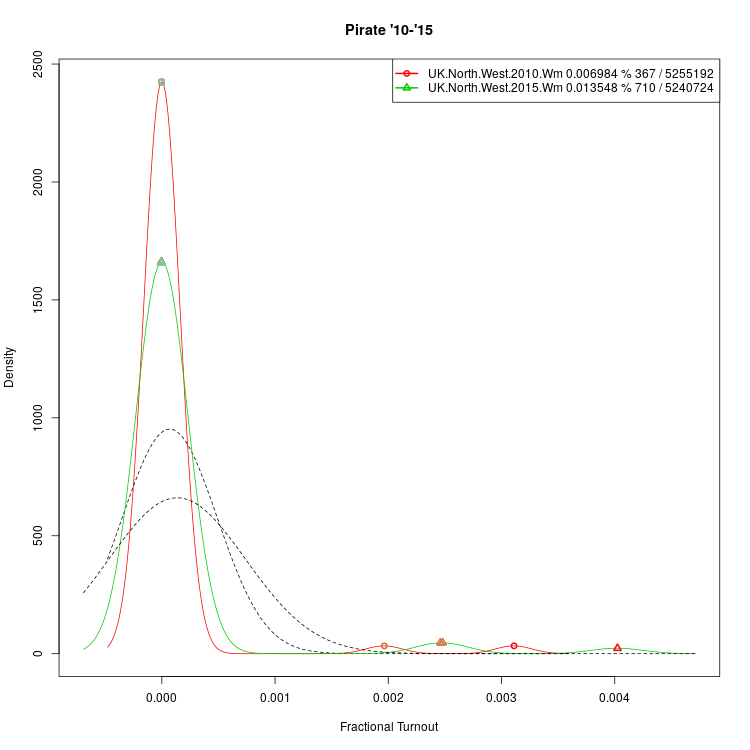 Pirate '10-'15
UK.North.West.2010.Wm 0.006984 % 367 / 5255192
UK.North.West.2015.Wm 0.013548 % 710 / 5240724
2500
2000
1500
1000
500
0
Density
0.000 0.001 0.002 0.003 0.004
Fractional Turnout